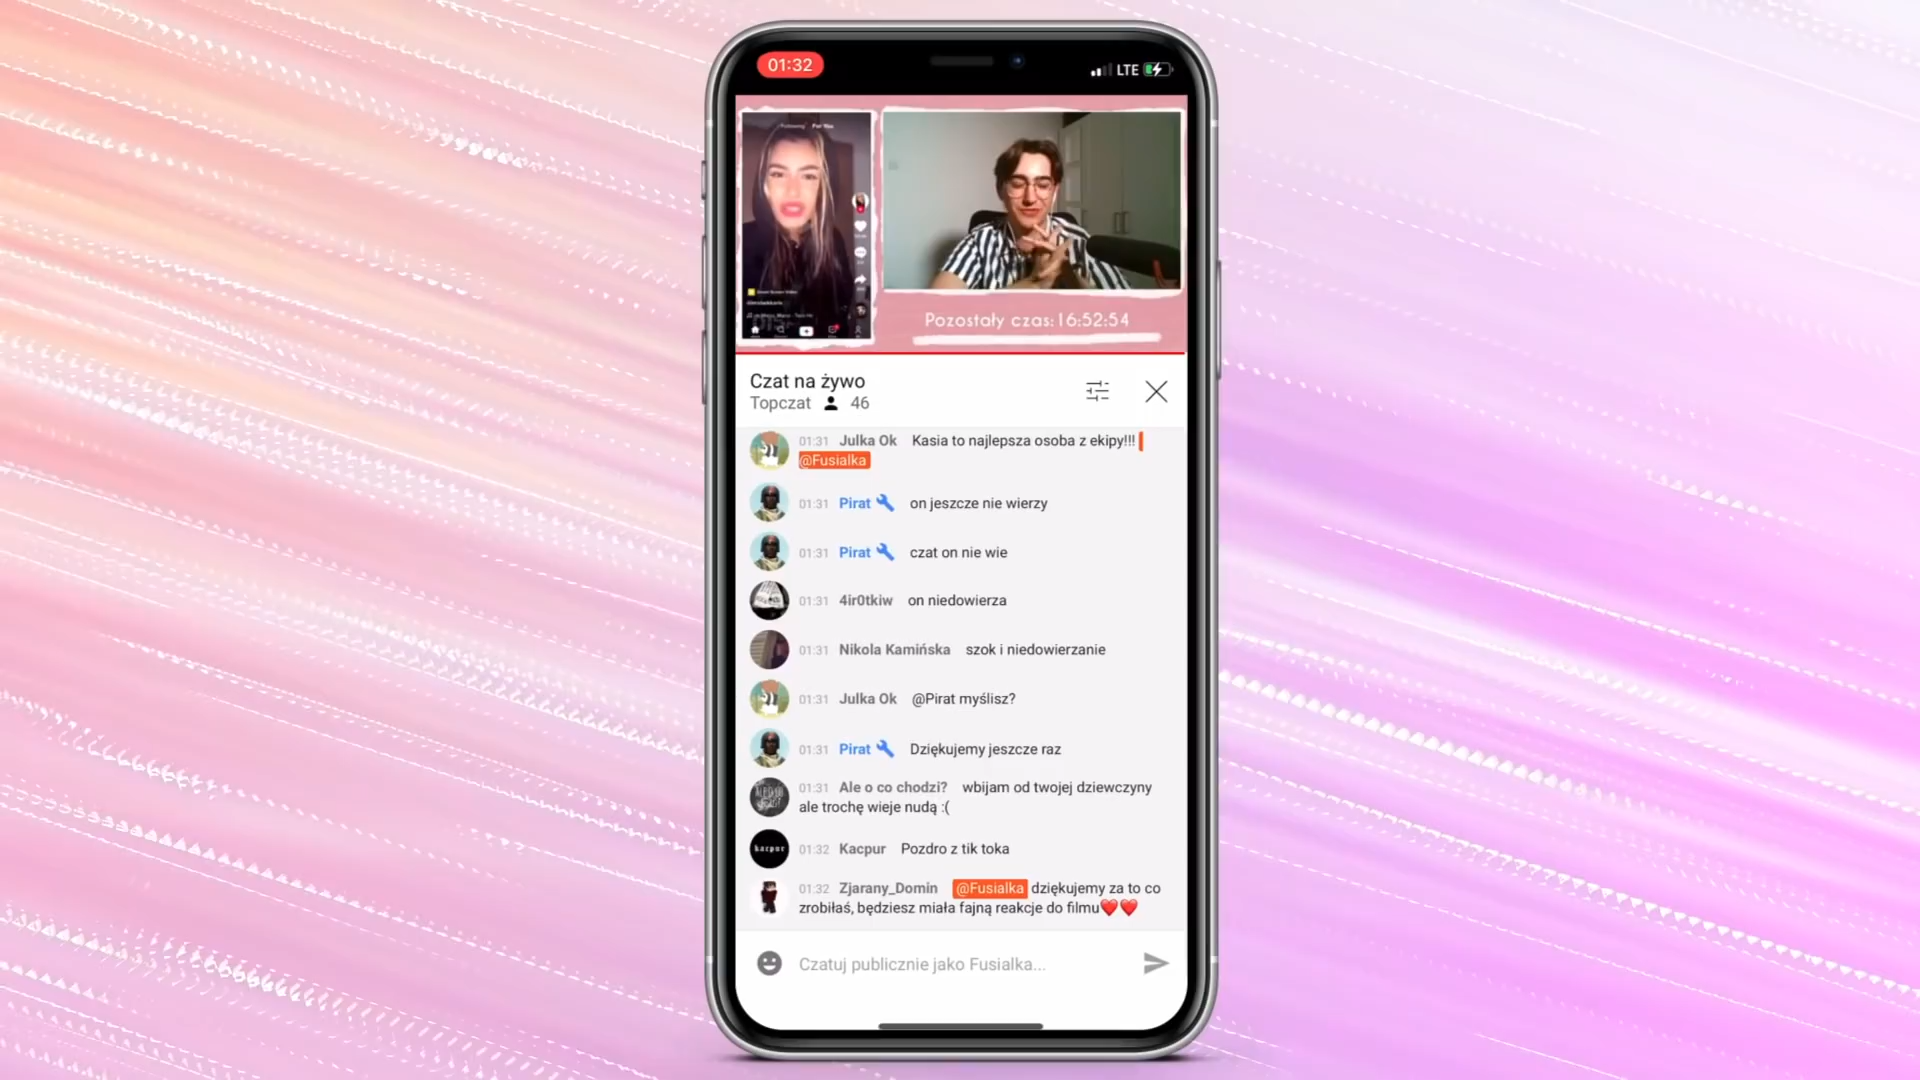 01:32
LTE
Following For You
Pozostały czas:16:52:54
Czat na żywo
Topczat 46
01:31 Julka Ok Kasia to najlepsza osoba z ekipy!!!
@Fusialka
01:31 Pirat on jeszcze nie wierzy
01:31 Pirat czat on nie wie
01:31 4ir0tkiw on niedowierza
01:31 Nikola Kamińska szok i niedowierzanie
01:31 Julka Ok @Pirat myślisz?
01:31 Pirat Dziękujemy jeszcze raz
01:31 Ale o co chodzi? wbijam od twojej dziewczyny
ale trochę wieje nudą :(
kacpur
01:32 Kacpur Pozdro z tik toka
01:32 Zjarany_Domin @Fusialka dziękujemy za to co
zrobiłaś, będziesz miała fajną reakcje do filmu❤️❤️
Czatuj publicznie jako Fusialka...